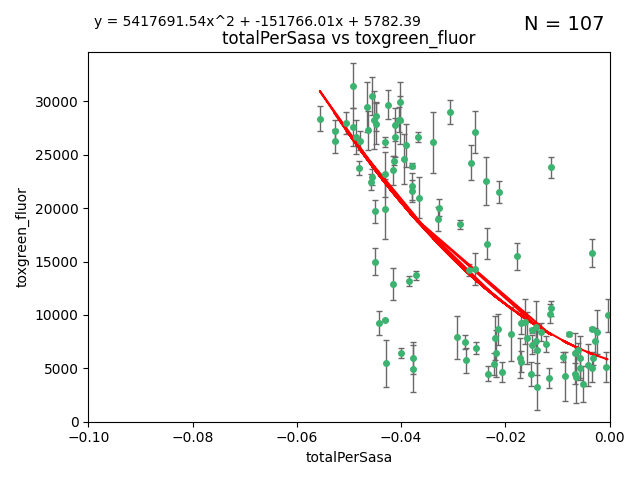 y = 5417691.54x^2 + -151766.01x + 5782.39
N = 107
totalPerSasa vs toxgreen_fluor
30000
25000
20000
15000
10000
5000
0
toxgreen_fluor
−0.10 −0.08 −0.06 −0.04 −0.02 0.00
totalPerSasa